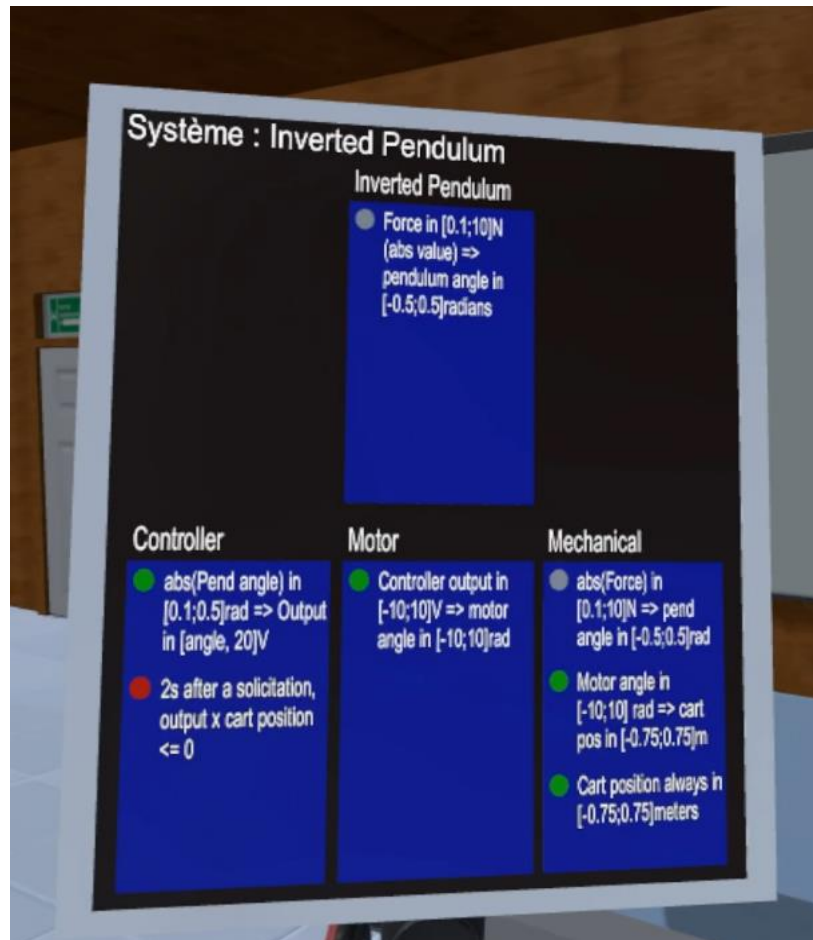 Système : Inverted Pendulum
Inverted Pendulum
Force in [0.1;10]N
(abs value) =>
pendulum angle in
[-0.5;0.5]radians
Controller
abs(Pend angle) in
[0.1;0.5]rad => Output
in [angle, 20]V
2s after a solicitation,
output x cart position
<= 0
Motor
Controller output in
[-10;10]V => motor
angle in [-10;10]rad
Mechanical
abs(Force) in
[0.1;10]N => pend
angle in [-0.5;0.5]rad
Motor angle in
[-10;10] rad => cart
pos in [-0.75;0.75]m
Cart position always in
[-0.75;0.75]meters